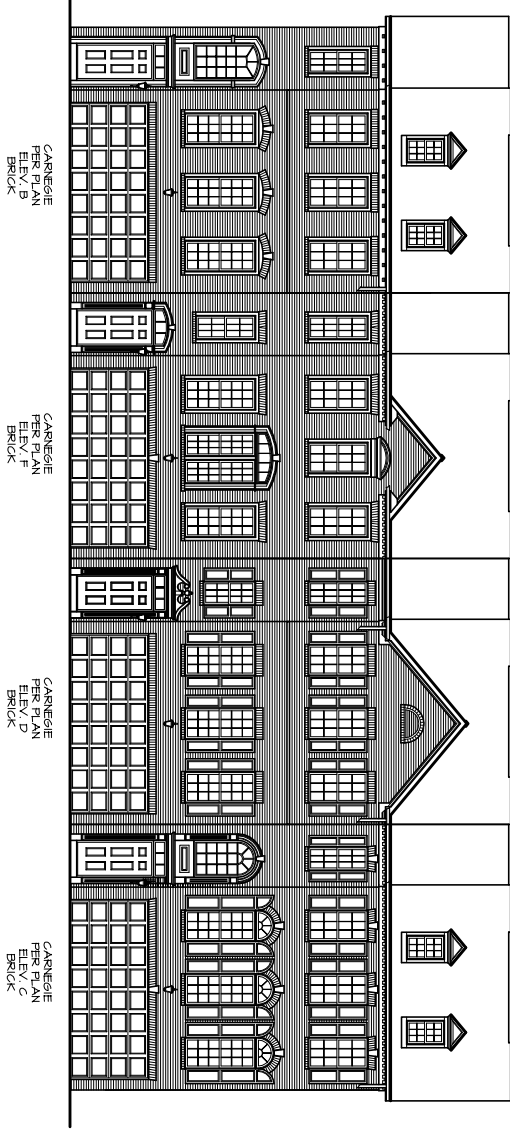 CARNEGIE
PER PLAN
ELEV. B
BRICK
CARNEGIE
PER PLAN
ELEV. F
BRICK
CARNEGIE
PER PLAN
ELEV. D
BRICK
CARNEGIE
PER PLAN
ELEV. C
BRICK